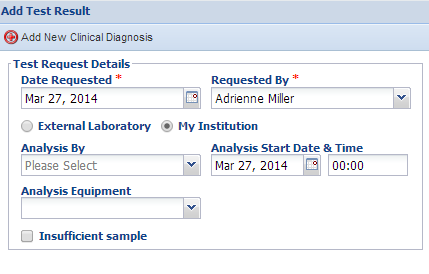 Add Test Result
Add New Clinical Diagnosis
Test Request Details
Date Requested * Requested By *
Mar 27, 2014 Adrienne Miller
External Laboratory My Institution
Analysis By Analysis Start Date & Time
Please Select Mar 27, 2014 00:00
Analysis Equipment
Insufficient sample